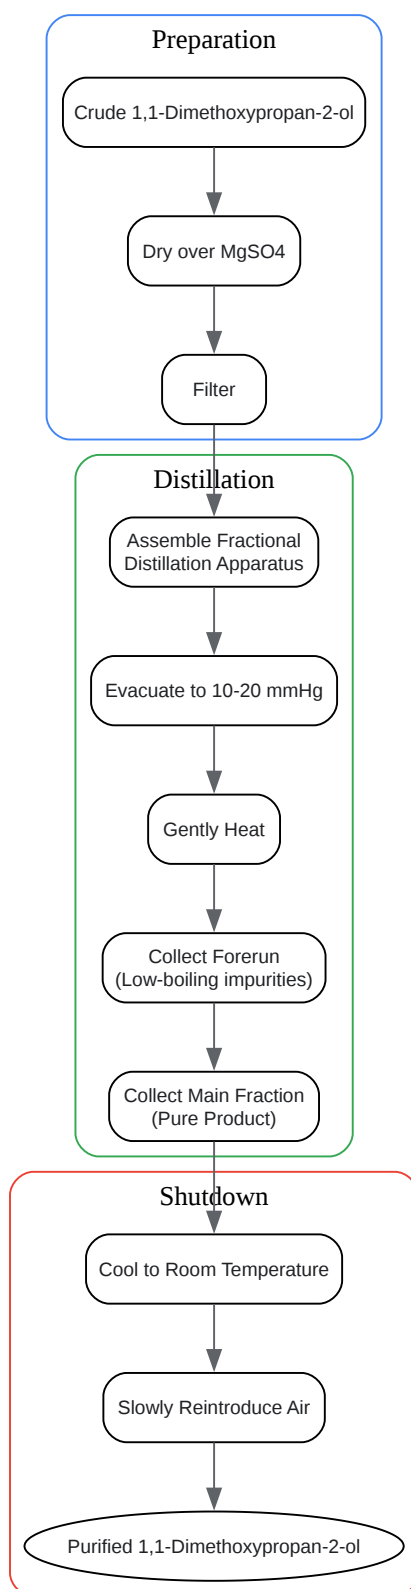 Preparation
Crude 1,1-Dimethoxypropan-2-ol
Dry over MgSO4
Filter
Distillation
Assemble Fractional
Distillation Apparatus
Evacuate to 10-20 mmHg
Gently Heat
Collect Forerun
(Low-boiling impurities)
Collect Main Fraction
(Pure Product)
Shutdown
Cool to Room Temperature
Slowly Reintroduce Air
Purified 1,1-Dimethoxypropan-2-ol